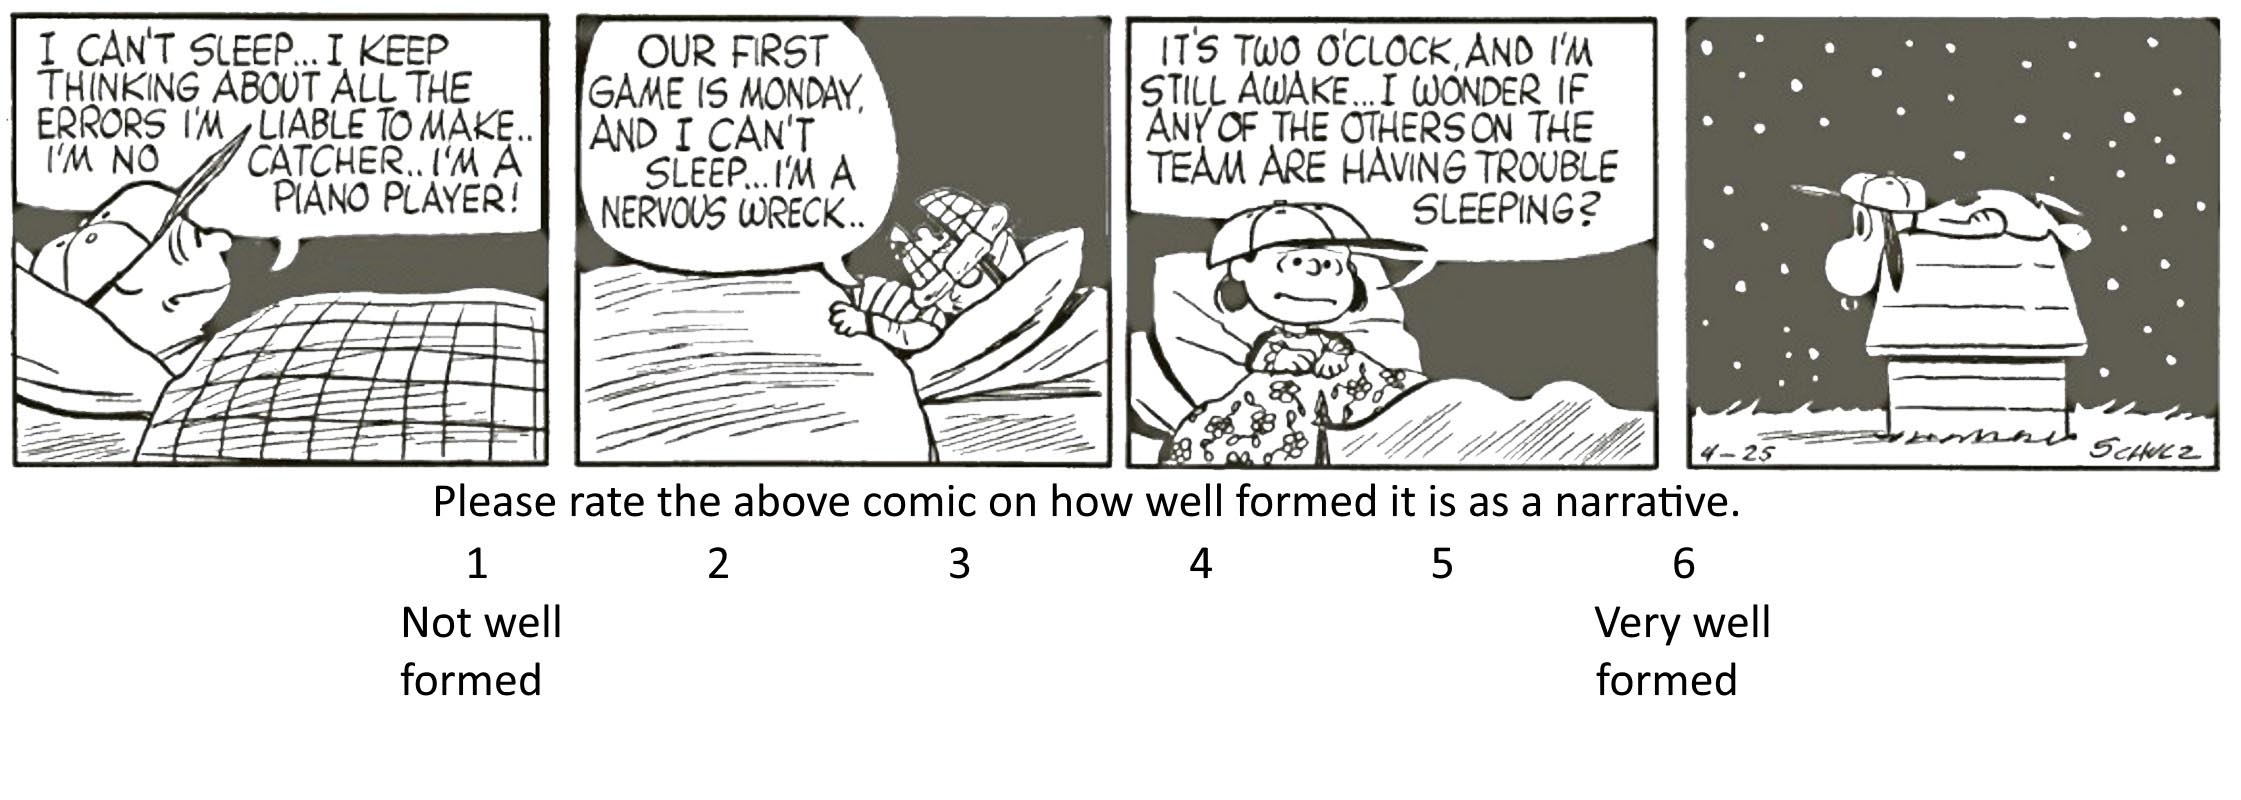 I CAN'T SLEEP...I KEEP
THINKING ABOUT ALL THE
ERRORS I'M LIABLE TO MAKE..
I'M NO CATCHER..I'M A
PIANO PLAYER!
OUR FIRST
GAME IS MONDAY,
AND I CAN'T
SLEEP...I'M A
NERVOUS WRECK..
IT'S TWO O'CLOCK, AND I'M
STILL AWAKE...I WONDER IF
ANY OF THE OTHERS ON THE
TEAM ARE HAVING TROUBLE
SLEEPING?
4-25
SCHULZ
Please rate the above comic on how well formed it is as a narrative.
1 2 3 4 5 6
Not well
formed
Very well
formed